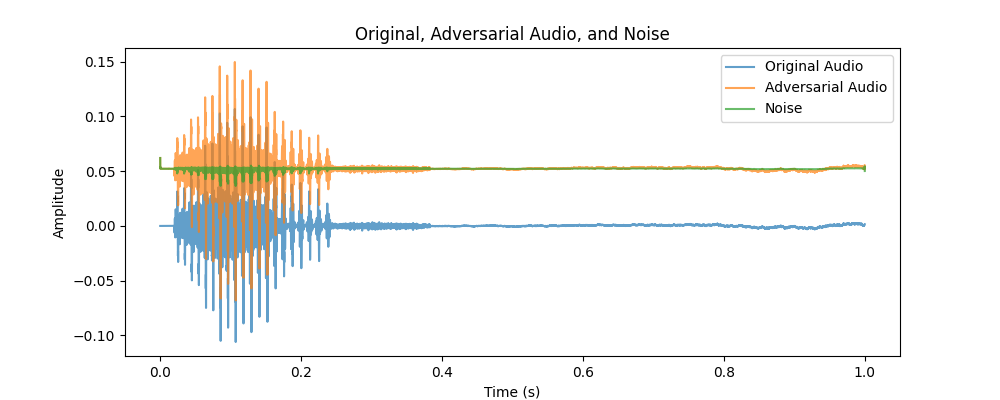 Original, Adversarial Audio, and Noise
Original Audio
Adversarial Audio
Noise
0.15
0.10
0.05
0.00
−0.05
−0.10
Amplitude
0.0 0.2 0.4 0.6 0.8 1.0
Time (s)